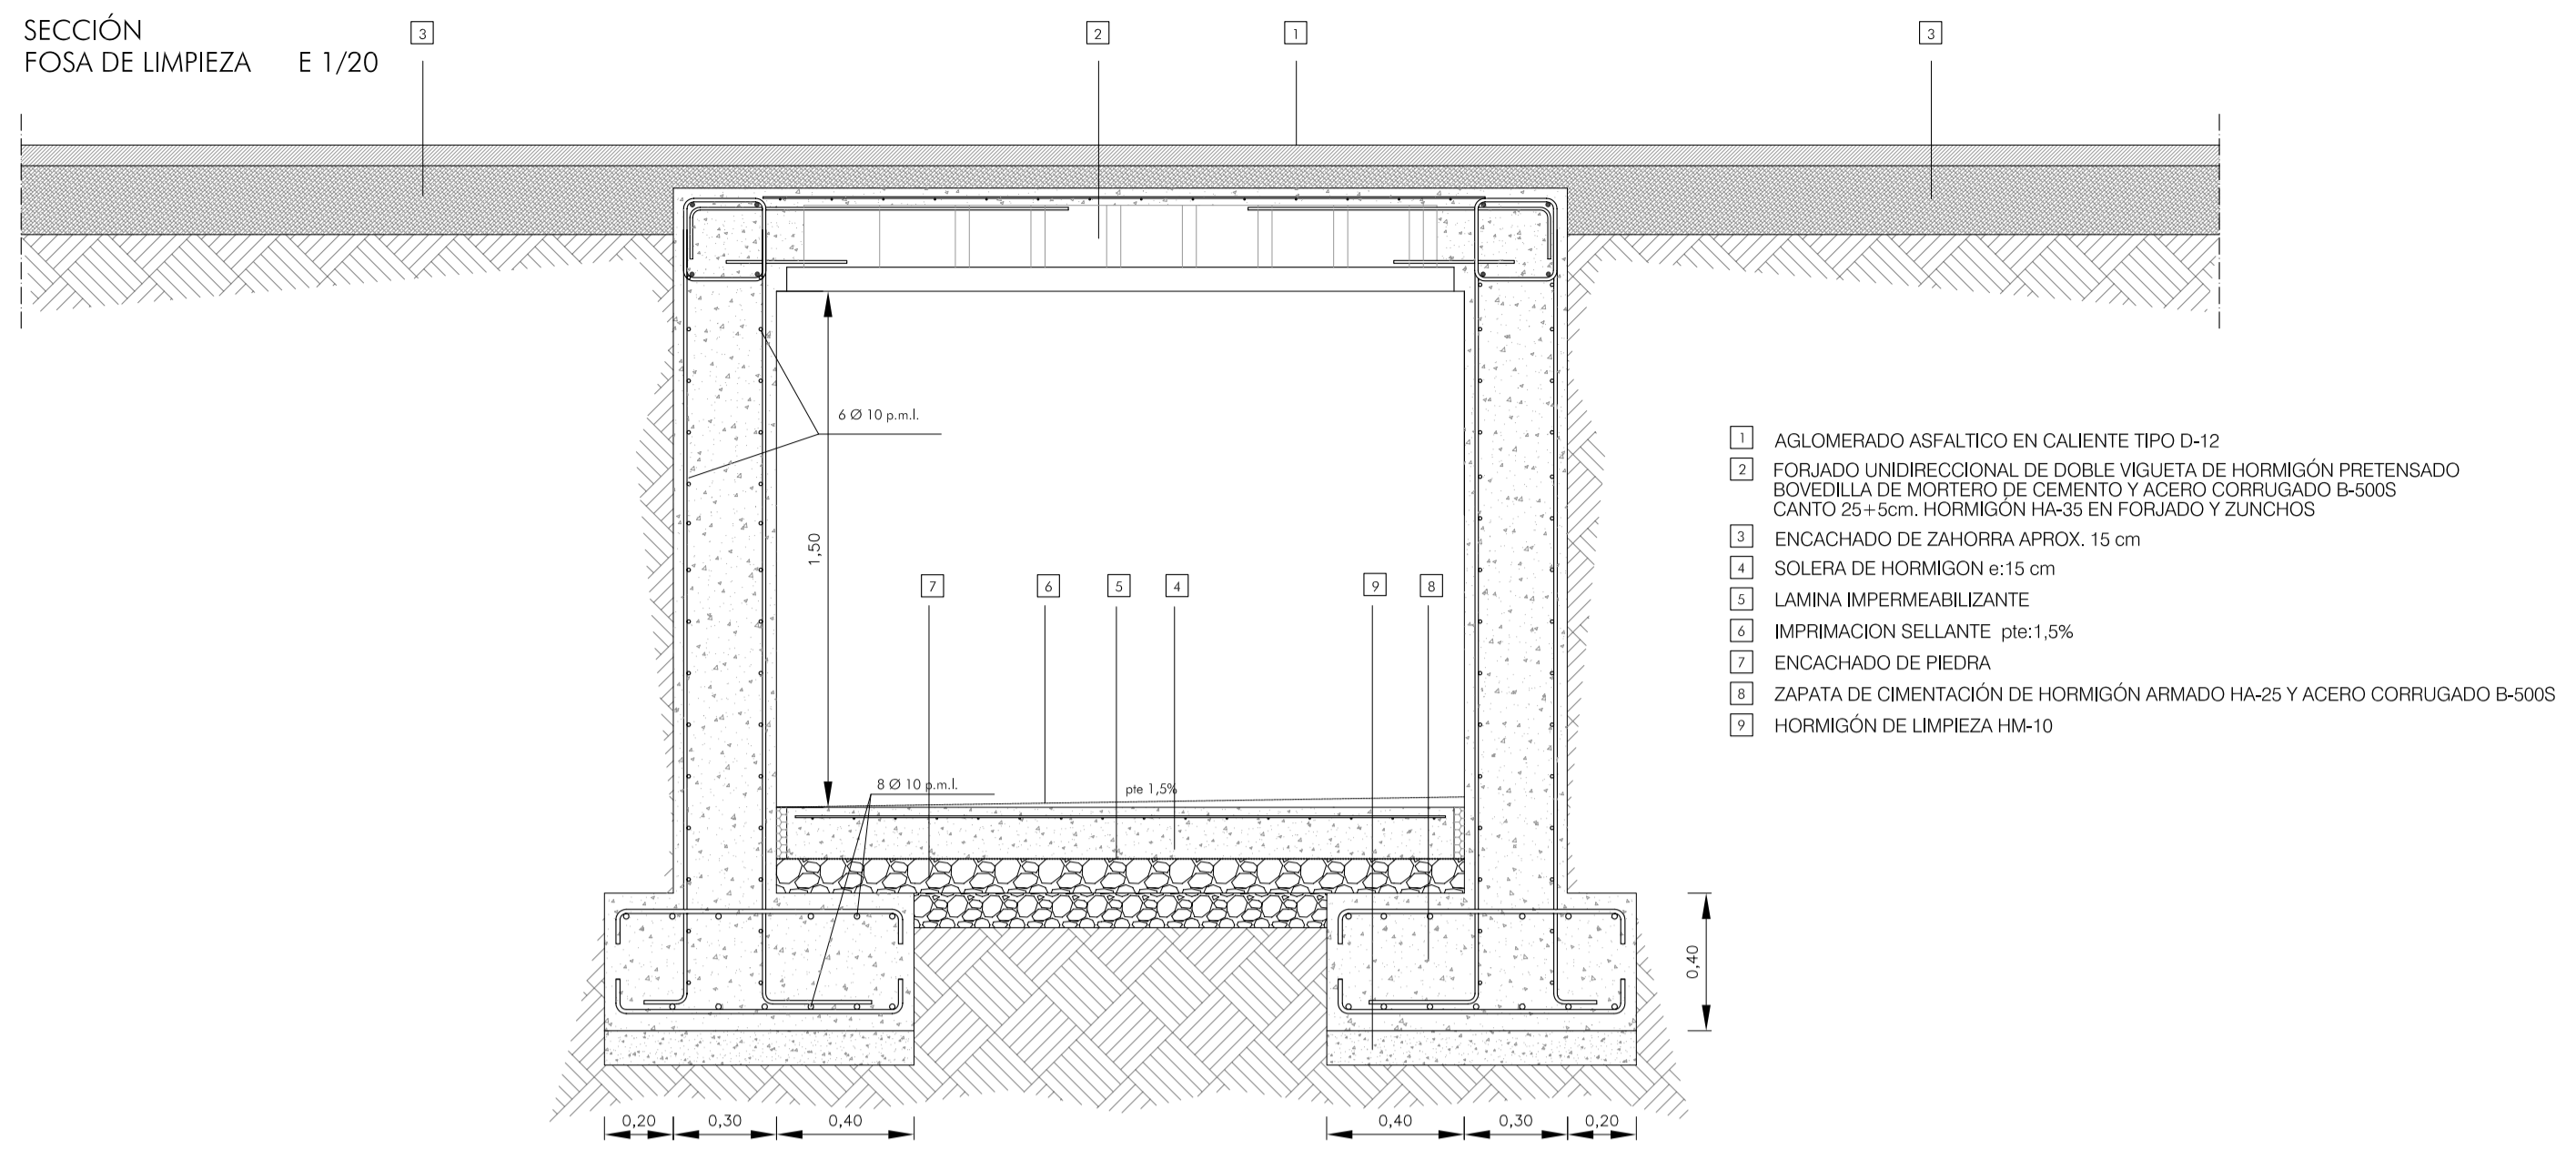 SECCIÓN
FOSA DE LIMPIEZA E 1/20
3
2
1
3
6 Ø 10 p.m.l.
1,50
7
6
5
4
9
8
8 Ø 10 p.m.l.
pte 1,5%
0,40
0,20
0,30
0,40
0,40
0,30
0,20
1 AGLOMERADO ASFALTICO EN CALIENTE TIPO D-12
2 FORJADO UNIDIRECCIONAL DE DOBLE VIGUETA DE HORMIGÓN PRETENSADO
BOVEDILLA DE MORTERO DE CEMENTO Y ACERO CORRUGADO B-500S
CANTO 25+5cm. HORMIGÓN HA-35 EN FORJADO Y ZUNCHOS
3 ENCACHADO DE ZAHORRA APROX. 15 cm
4 SOLERA DE HORMIGON e:15 cm
5 LAMINA IMPERMEABILIZANTE
6 IMPRIMACION SELLANTE pte:1,5%
7 ENCACHADO DE PIEDRA
8 ZAPATA DE CIMENTACIÓN DE HORMIGÓN ARMADO HA-25 Y ACERO CORRUGADO B-500S
9 HORMIGÓN DE LIMPIEZA HM-10